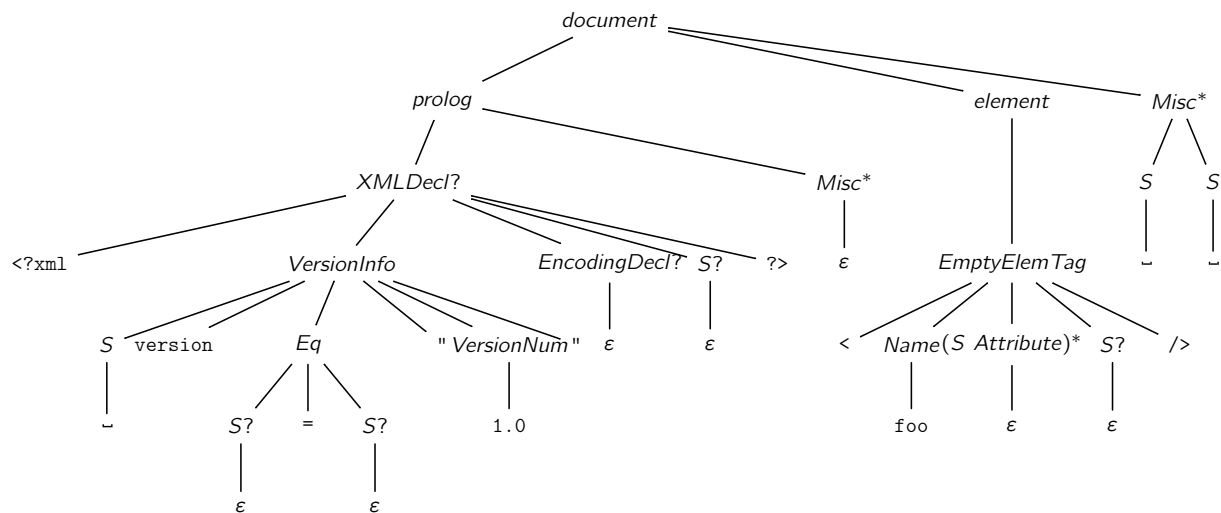 document
prolog element Misc*
XMLDecl? Misc* S S
<?xml VersionInfo EncodingDecl? S? ?> ε EmptyElemTag ␣ ␣
S version Eq " VersionNum " ε ε < Name (S Attribute)* S? />
␣ S? = S? 1.0 foo ε ε
ε ε